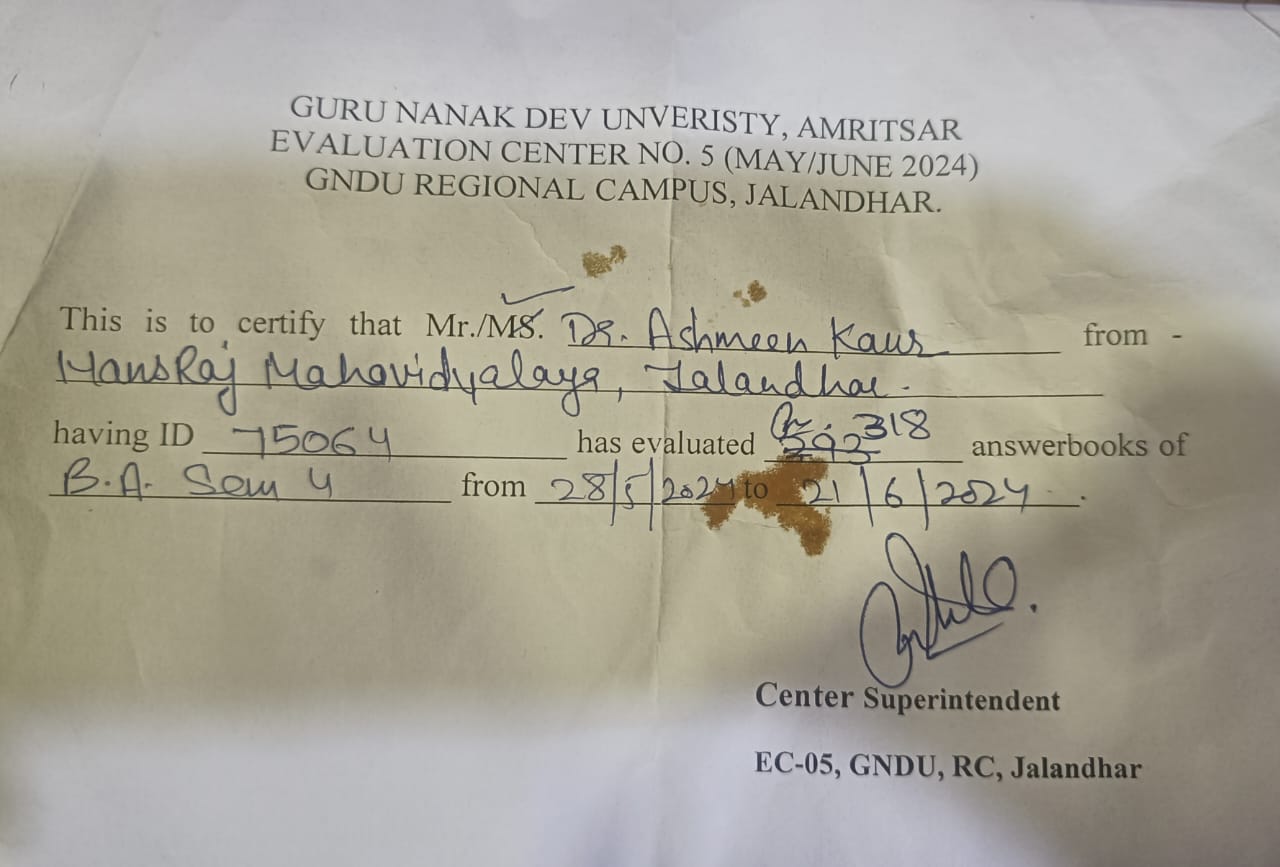 GURU NANAK DEV UNVERISTY, AMRITSAR
EVALUATION CENTER NO. 5 (MAY/JUNE 2024)
GNDU REGIONAL CAMPUS, JALANDHAR.
This is to certify that Mr./MS. Dr. Ashmeen Kaur from -
HansRaj Mahavidyalaya, Jalandhar.
having ID 75064 has evaluated 318 answerbooks of
B.A. Sem 4 from 28/5/2024 to 21/6/2024.
Center Superintendent
EC-05, GNDU, RC, Jalandhar